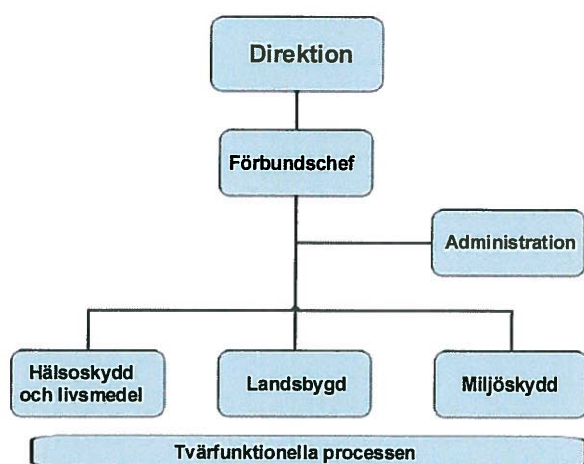 Direktion
Förbundschef
Administration
Hälsoskydd
och livsmedel
Landsbygd
Miljöskydd
Tvärfunktionella processen